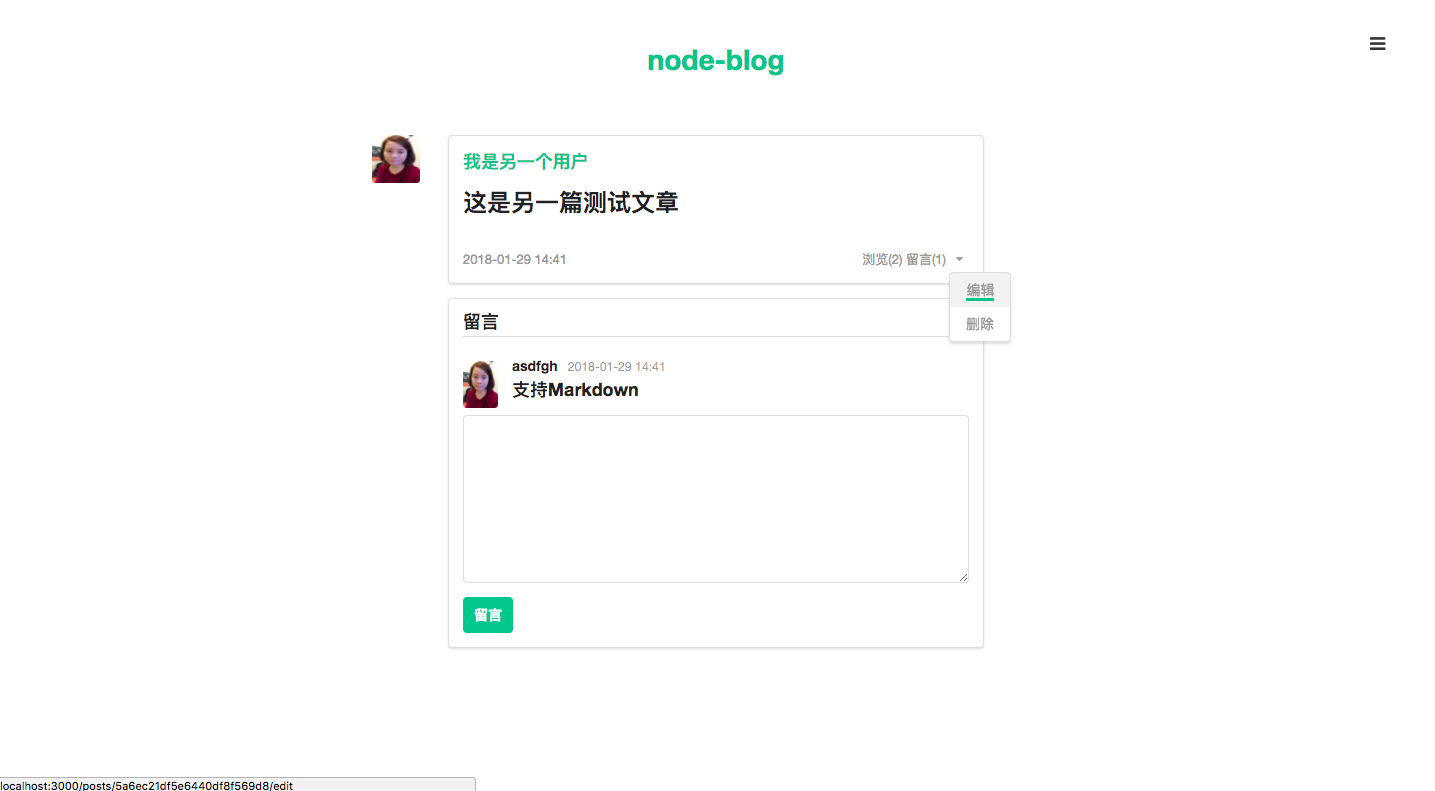 node-blog
我是另一个用户
这是另一篇测试文章
2018-01-29 14:41 浏览(2) 留言(1)
编辑
删除
留言
asdfgh 2018-01-29 14:41
支持Markdown
留言
localhost:3000/posts/5a6ec21df5e6440df8f569d8/edit